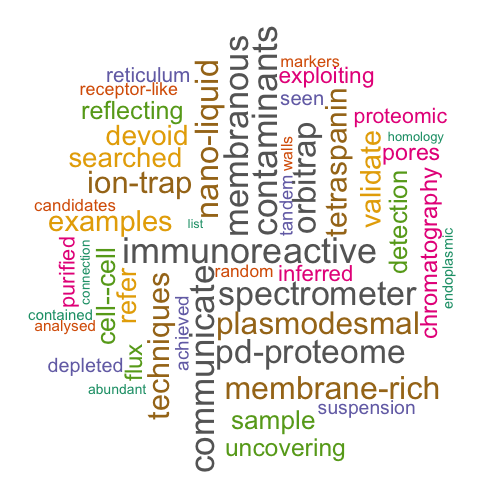 markers
reticulum
exploiting
receptor-like
nano-liquid
membranous
contaminants
seen
reflecting
tetraspanin
proteomic
devoid
orbitrap
validate
homology
searched
walls
pores
ion-trap
tandem
detection
chromatography
candidates
examples
list
endoplasmic
immunoreactive
purified
connection
cell--cell
refer
random
inferred
communicate
spectrometer
contained
analysed
techniques
achieved
plasmodesmal
flux
pd-proteome
depleted
abundant
membrane-rich
suspension
sample
uncovering